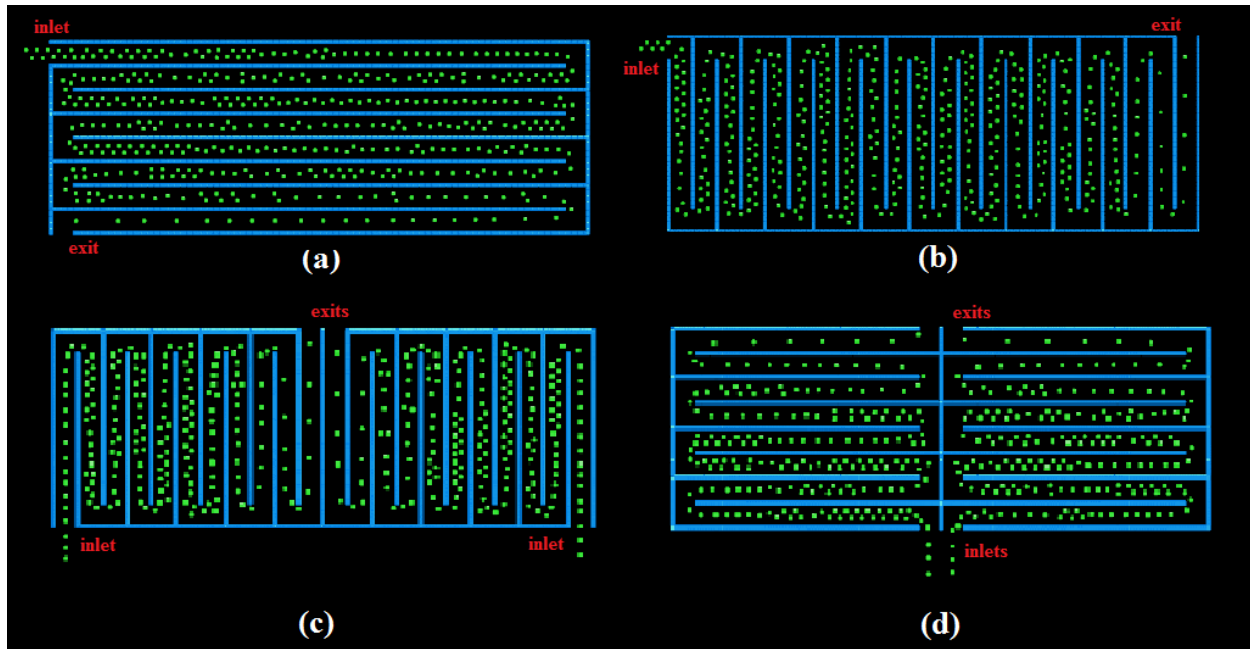 inlet
exit
(a)
exit
inlet
(b)
exits
inlet
inlet
(c)
exits
inlets
(d)